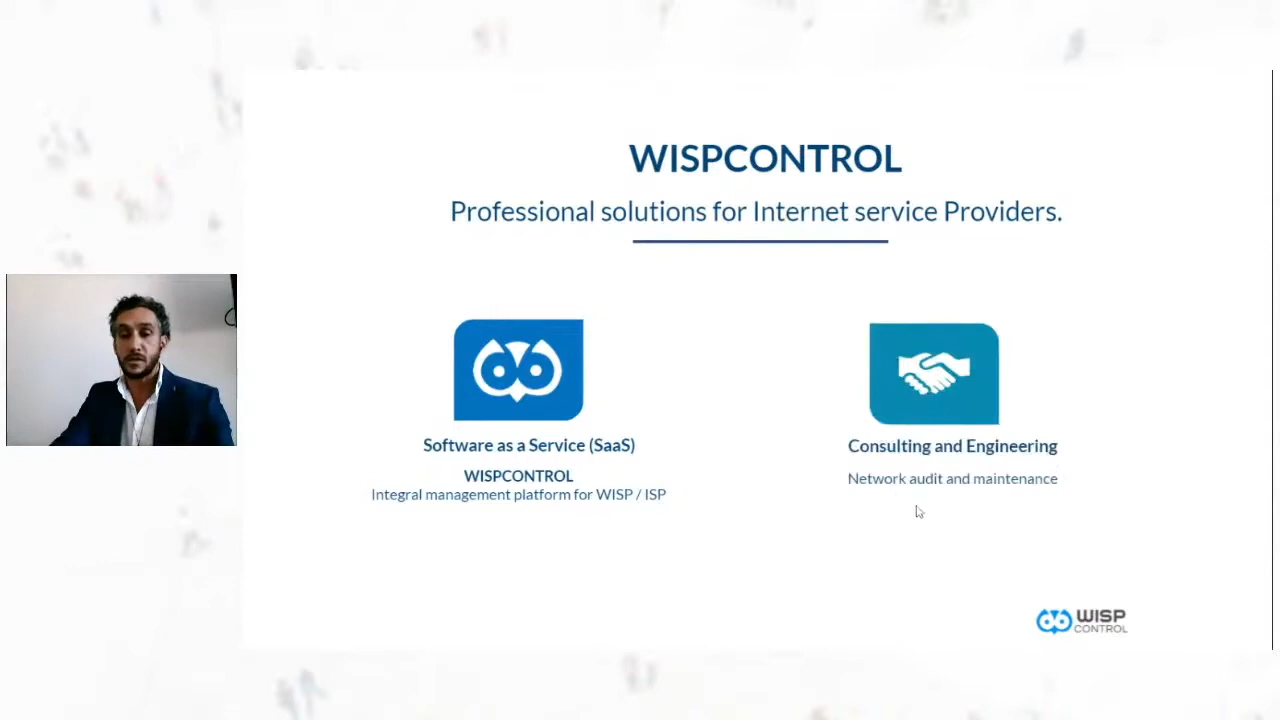 WISPCONTROL
Professional solutions for Internet service Providers.
Software as a Service (SaaS)
WISPCONTROL
Integral management platform for WISP / ISP
Consulting and Engineering
Network audit and maintenance
WISP
CONTROL